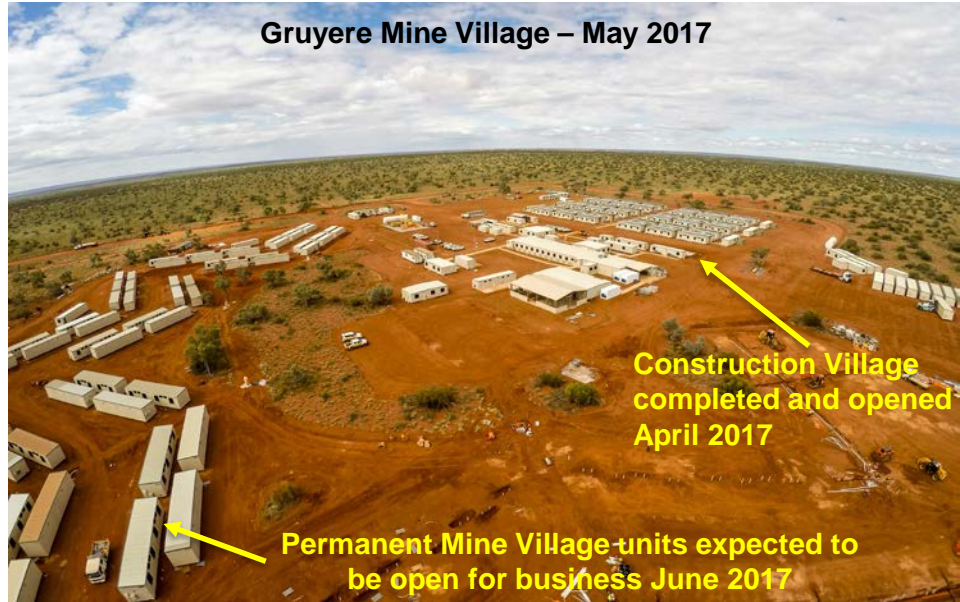 Gruyere Mine Village – May 2017
Construction Village
completed and opened
April 2017
Permanent Mine Village units expected to
be open for business June 2017